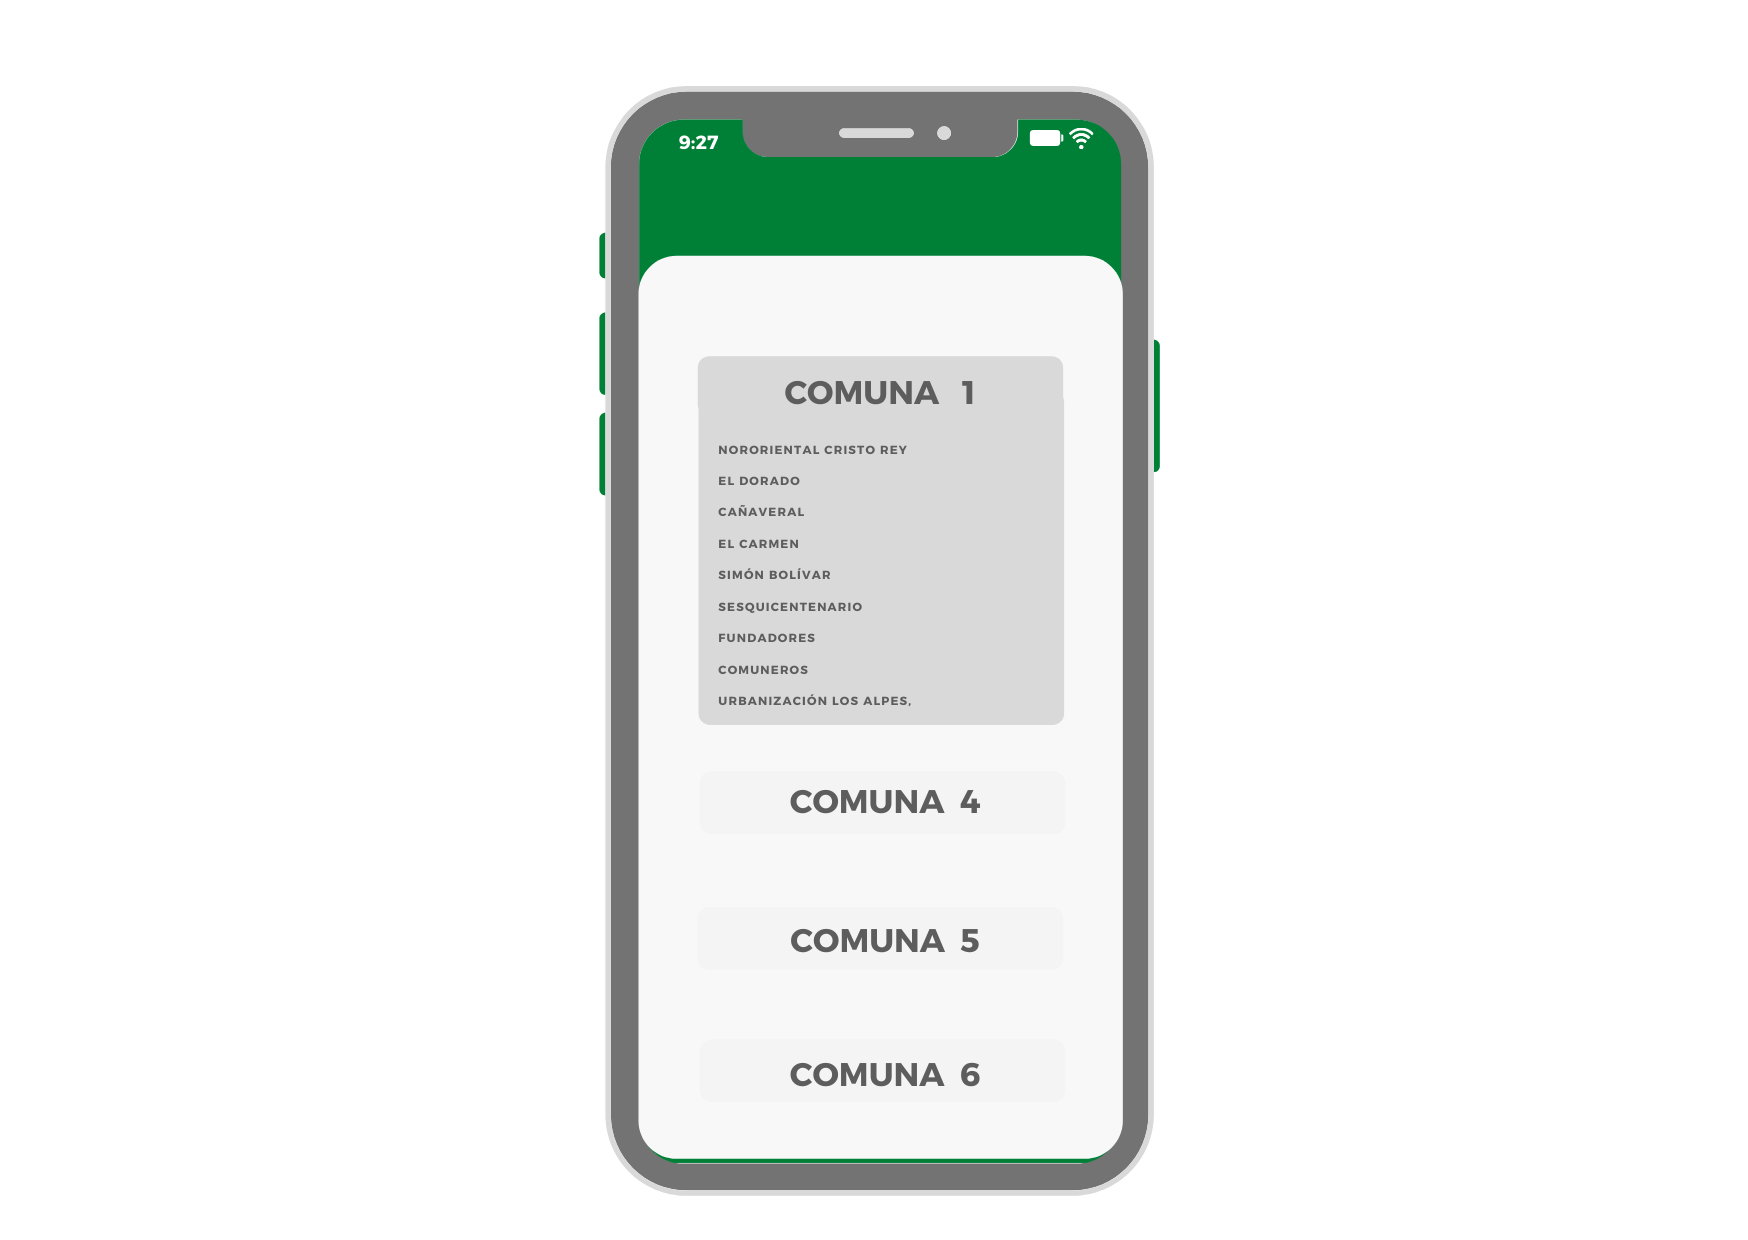 9:27
COMUNA 1
NORORIENTAL CRISTO REY
EL DORADO
CAÑAVERAL
EL CARMEN
SIMÓN BOLÍVAR
SESQUICENTENARIO
FUNDADORES
COMUNEROS
URBANIZACIÓN LOS ALPES,
COMUNA 4
COMUNA 5
COMUNA 6